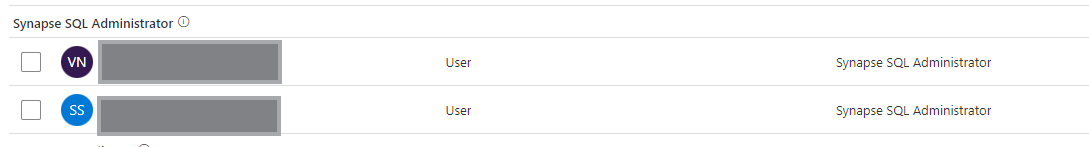 Synapse SQL Administrator
VN User Synapse SQL Administrator
SS User Synapse SQL Administrator